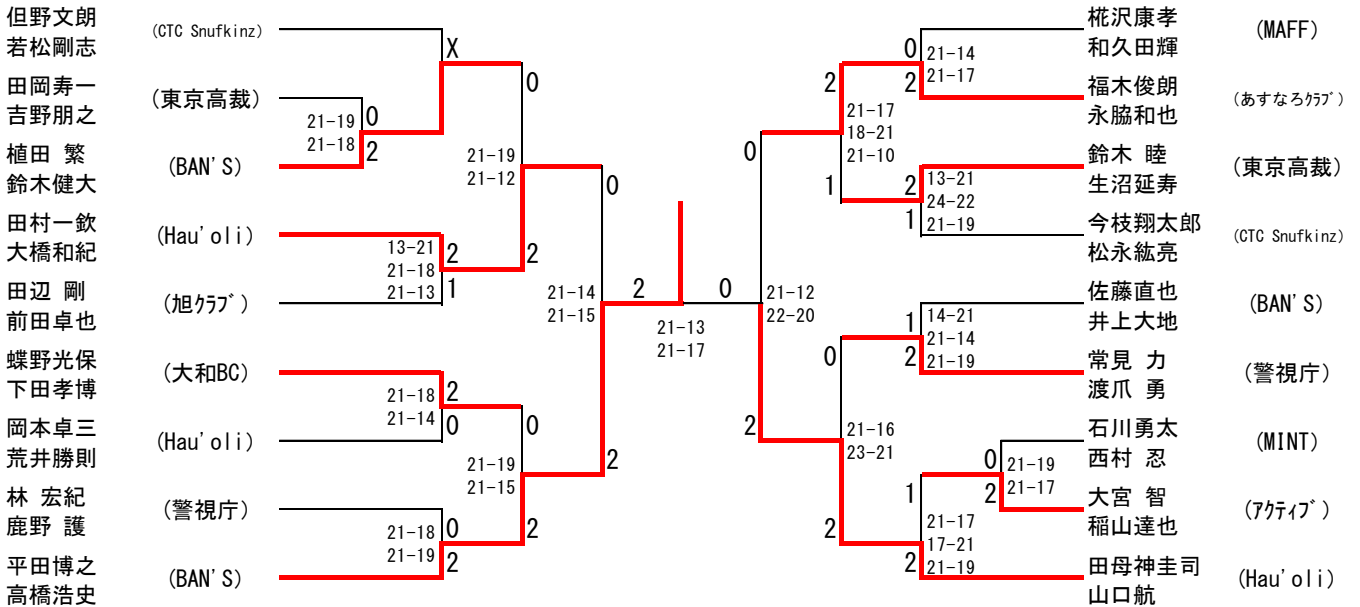 但野文朗
若松剛志
(CTC Snufkinz)
X
0
田岡寿一
吉野朋之
(東京高裁)
21-19
21-18
0
2
植田 繁
鈴木健大
(BAN'S)
21-19
21-12
0
田村一欽
大橋和紀
(Hau'oli)
13-21
21-18
21-13
2
1
2
田辺 剛
前田卓也
(旭ｸﾗﾌﾞ)
21-14
21-15
2
蝶野光保
下田孝博
(大和BC)
21-18
21-14
2
0
0
岡本卓三
荒井勝則
(Hau'oli)
21-19
21-15
2
林 宏紀
鹿野 護
(警視庁)
21-18
21-19
0
2
2
平田博之
高橋浩史
(BAN'S)
21-13
21-17
0
椛沢康孝
和久田輝
(MAFF)
0
21-14
21-17
2
2
福木俊朗
永脇和也
(あすなろｸﾗﾌﾞ)
21-17
18-21
21-10
0
鈴木 睦
生沼延寿
(東京高裁)
1
2
13-21
24-22
21-19
1
今枝翔太郎
松永紘亮
(CTC Snufkinz)
21-12
22-20
佐藤直也
井上大地
(BAN'S)
1
14-21
21-14
21-19
2
0
常見 力
渡爪 勇
(警視庁)
2
21-16
23-21
石川勇太
西村 忍
(MINT)
0
21-19
21-17
2
1
大宮 智
稲山達也
(ｱｸﾃｨﾌﾞ)
2
21-17
17-21
21-19
2
田母神圭司
山口航
(Hau'oli)